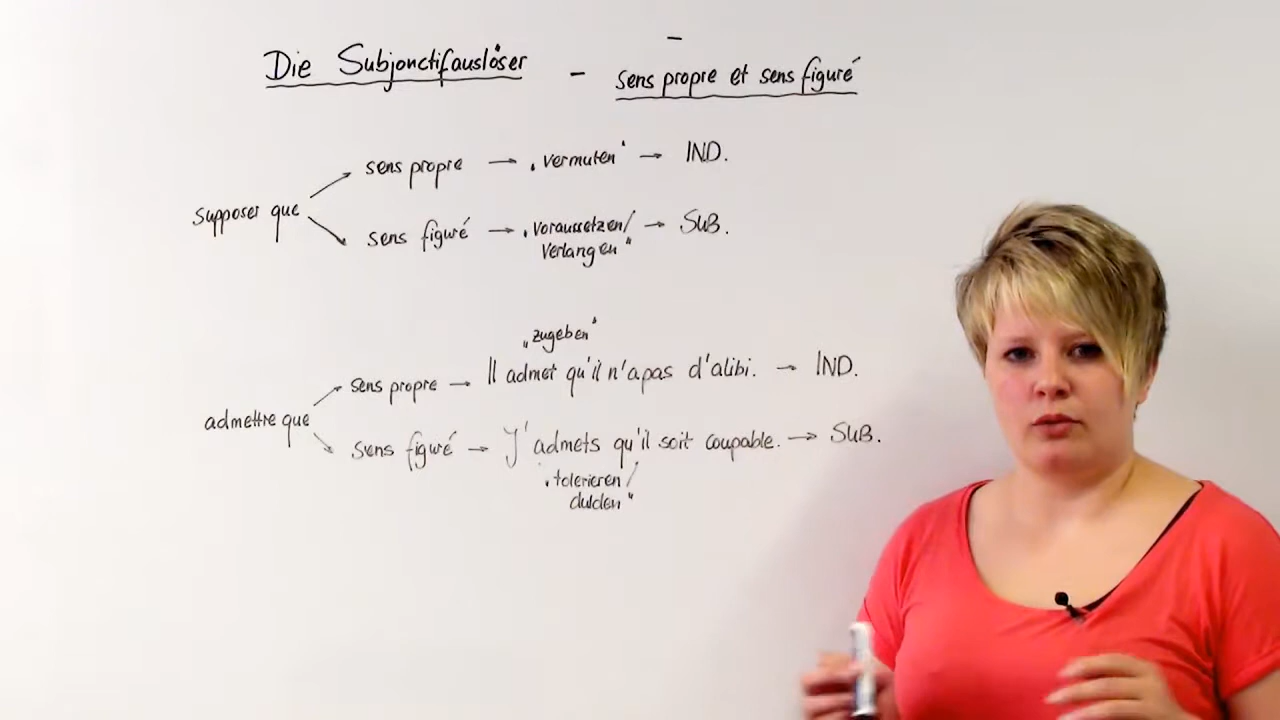 Die Subjonctifauslöser – sens propre et sens figuré
sens propre → „vermuten“ → IND.
supposer que
sens figuré → „voraussetzen/ → SUB.
verlangen“
„zugeben“
sens propre → Il admet qu'il n'a pas d'alibi. → IND.
admettre que
sens figuré → J'admets qu'il soit coupable. → SUB.
„tolerieren/
dulden“